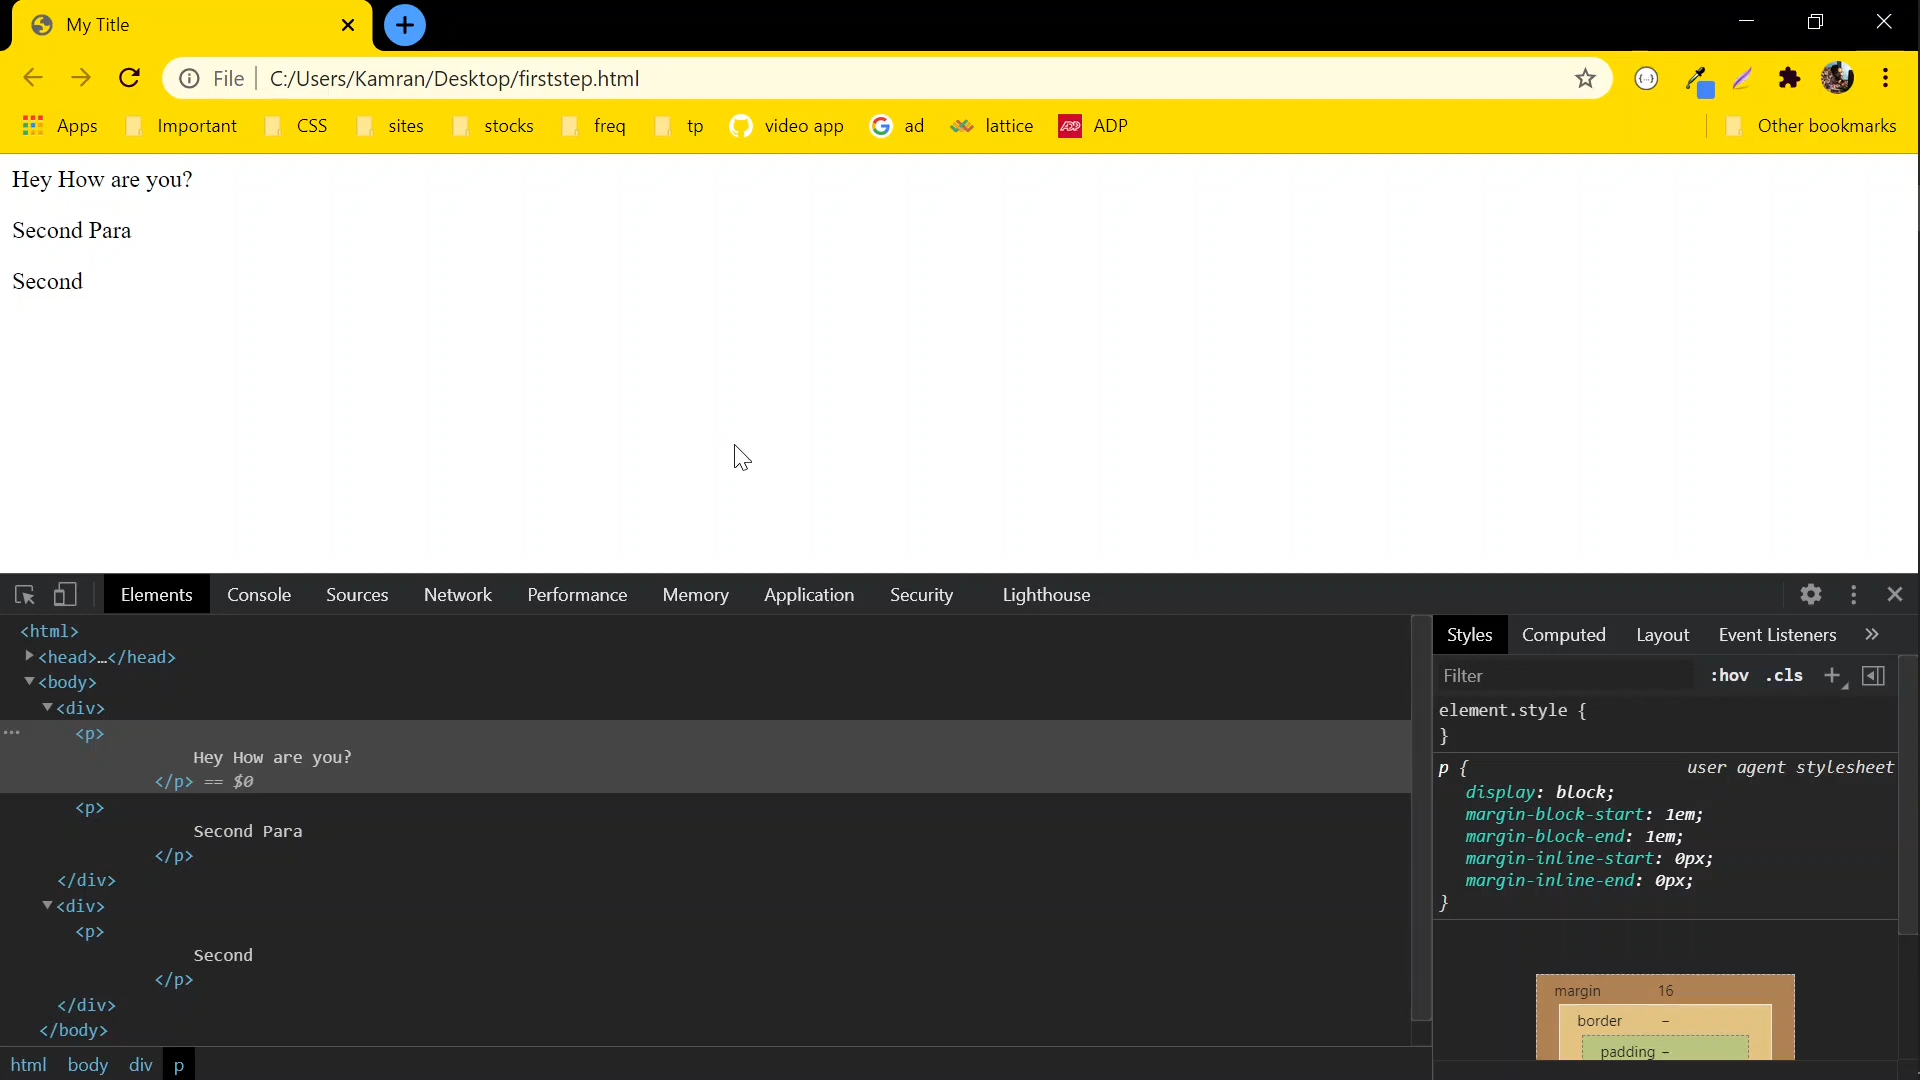 My Title
File C:/Users/Kamran/Desktop/firststep.html
Apps Important CSS sites stocks freq tp video app ad lattice ADP Other bookmarks
Hey How are you?
Second Para
Second
Elements Console Sources Network Performance Memory Application Security Lighthouse
<html>
<head>…</head>
<body>
<div>
<p>
Hey How are you?
</p> == $0
<p>
Second Para
</p>
</div>
<div>
<p>
Second
</p>
</div>
</body>
html body div p
Styles Computed Layout Event Listeners »
Filter :hov .cls +
element.style {
}
p { user agent stylesheet
display: block;
margin-block-start: 1em;
margin-block-end: 1em;
margin-inline-start: 0px;
margin-inline-end: 0px;
}
margin 16
border –
padding –